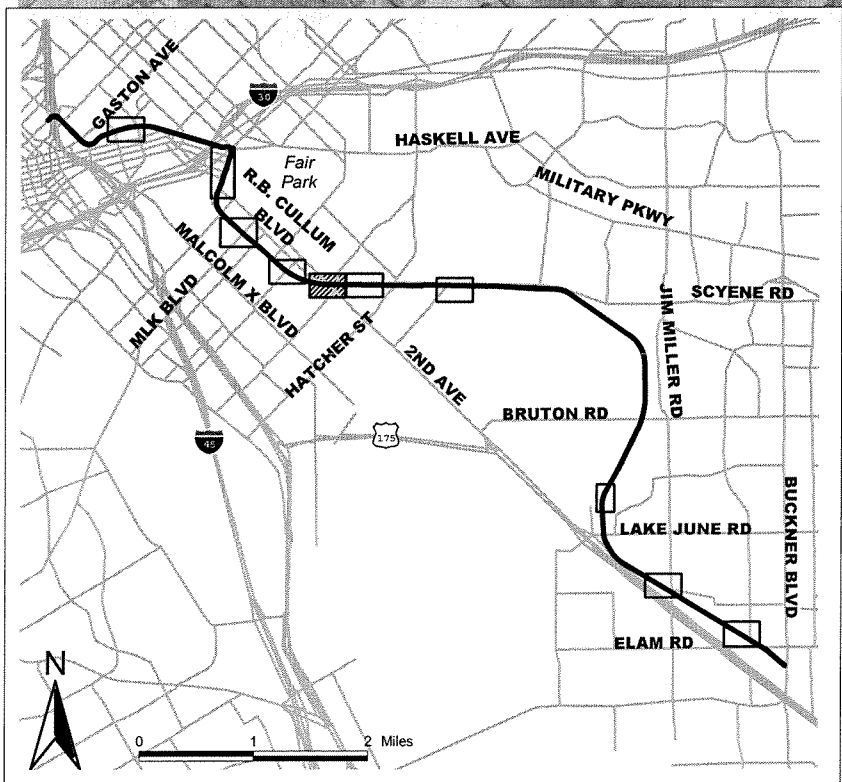 GASTON AVE
30
HASKELL AVE
Fair
Park
MILITARY PKWY
R.B. CULLUM
BLVD
MALCOLM X BLVD
MLK BLVD
SCYENE RD
JIM MILLER RD
HATCHER ST
2ND AVE
BRUTON RD
175
45
BUCKNER BLVD
LAKE JUNE RD
ELAM RD
N
0 1 2 Miles